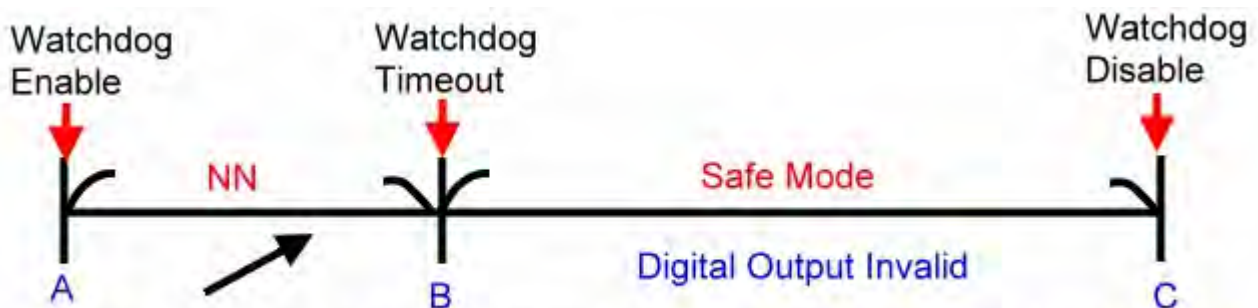 Watchdog
Enable
Watchdog
Timeout
Watchdog
Disable
NN
Safe Mode
A
B
Digital Output Invalid
C